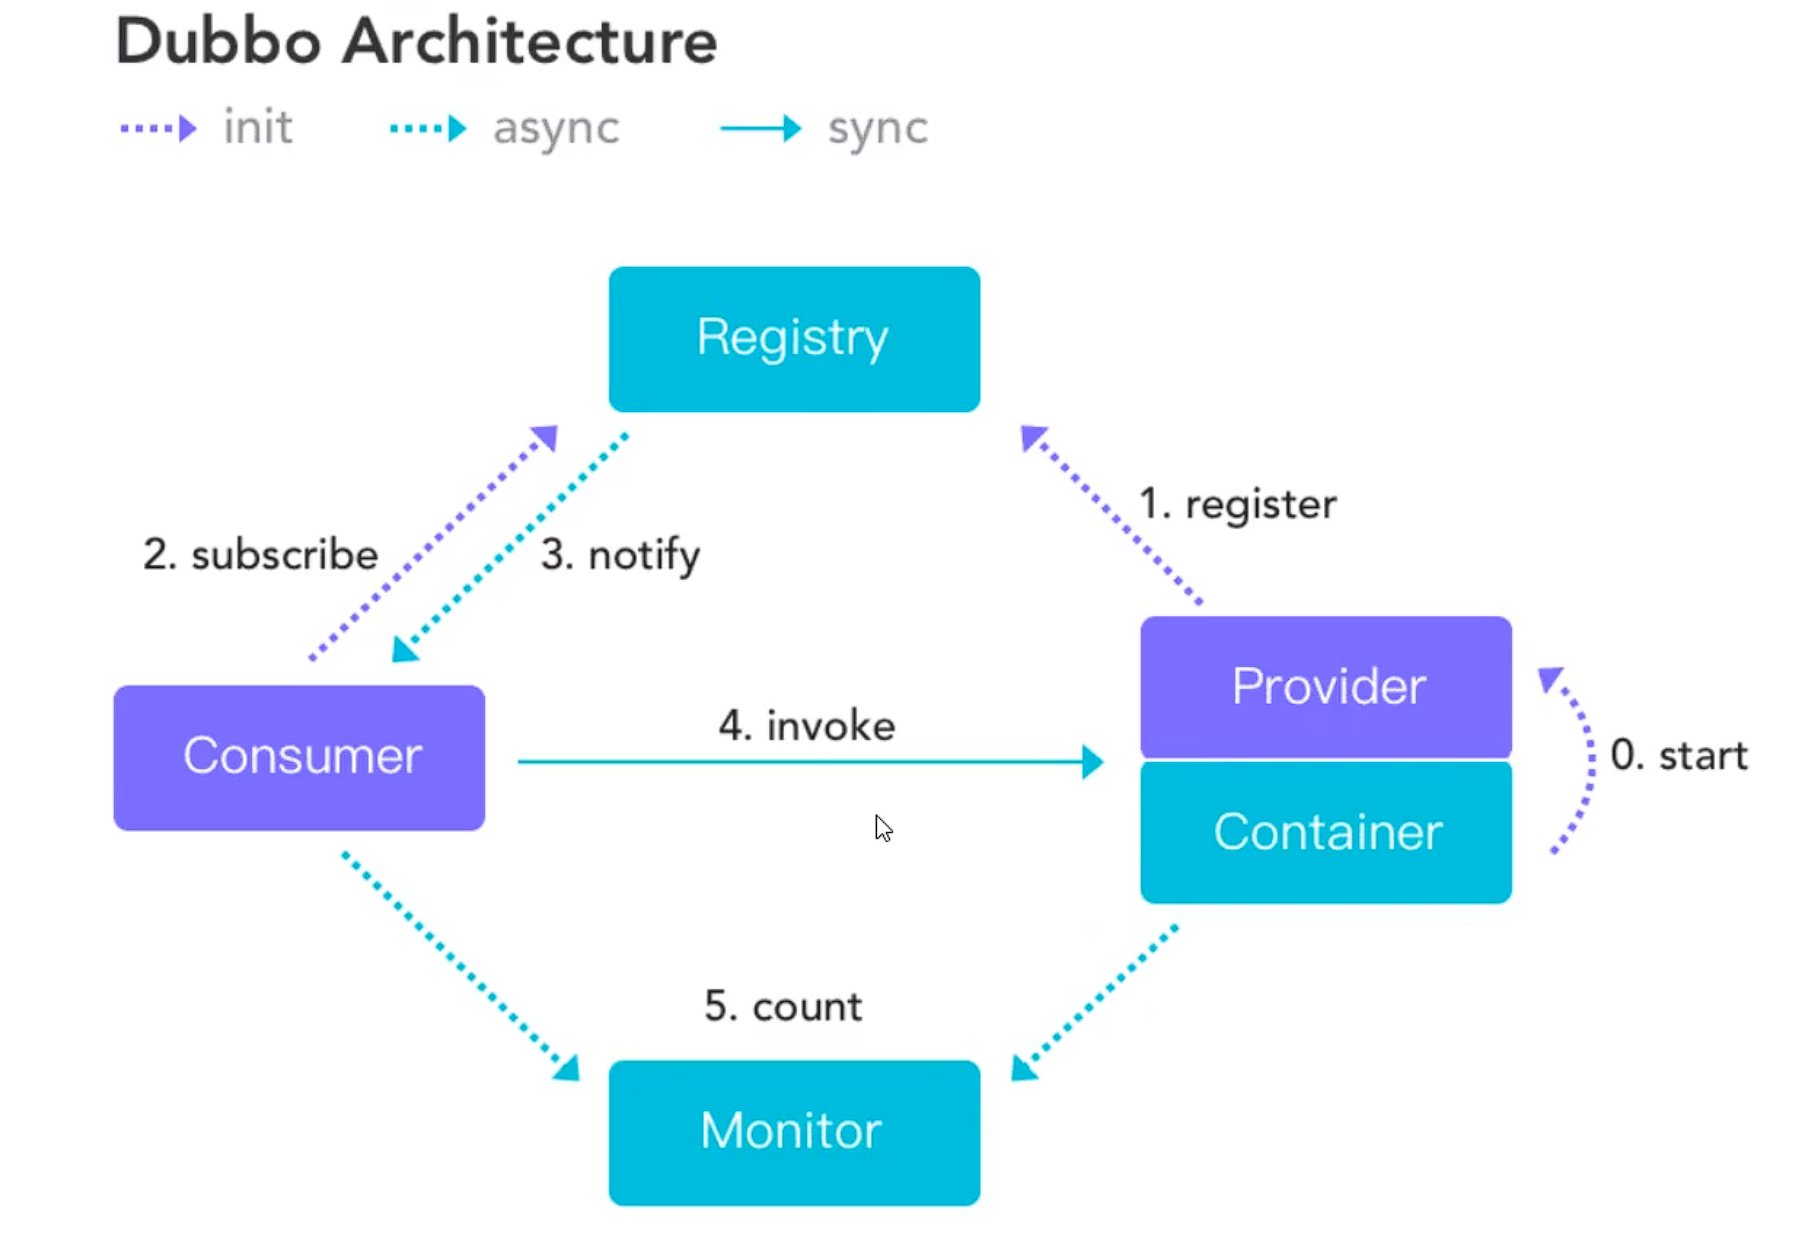 Dubbo Architecture
init async sync
Registry
1. register
2. subscribe 3. notify
Provider
4. invoke
Consumer
0. start
Container
5. count
Monitor